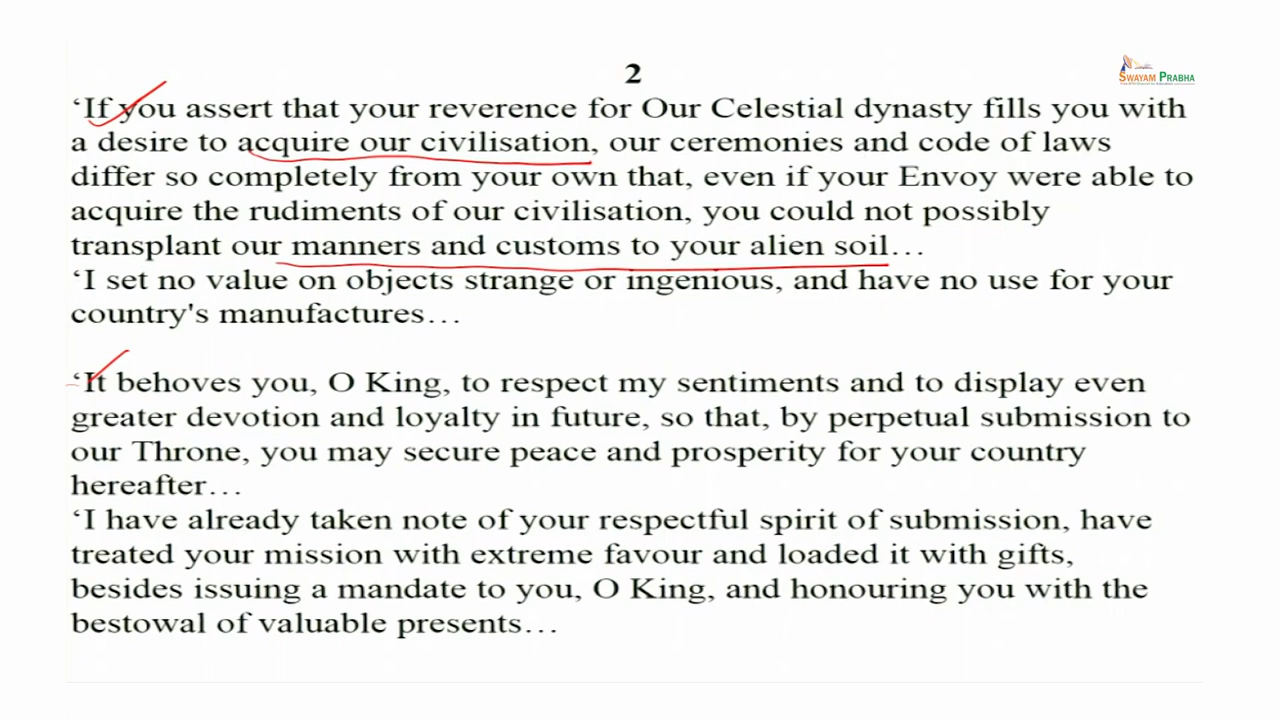 2
SWAYAM PRABHA
‘If you assert that your reverence for Our Celestial dynasty fills you with
a desire to acquire our civilisation, our ceremonies and code of laws
differ so completely from your own that, even if your Envoy were able to
acquire the rudiments of our civilisation, you could not possibly
transplant our manners and customs to your alien soil…
‘I set no value on objects strange or ingenious, and have no use for your
country's manufactures…
‘It behoves you, O King, to respect my sentiments and to display even
greater devotion and loyalty in future, so that, by perpetual submission to
our Throne, you may secure peace and prosperity for your country
hereafter…
‘I have already taken note of your respectful spirit of submission, have
treated your mission with extreme favour and loaded it with gifts,
besides issuing a mandate to you, O King, and honouring you with the
bestowal of valuable presents…